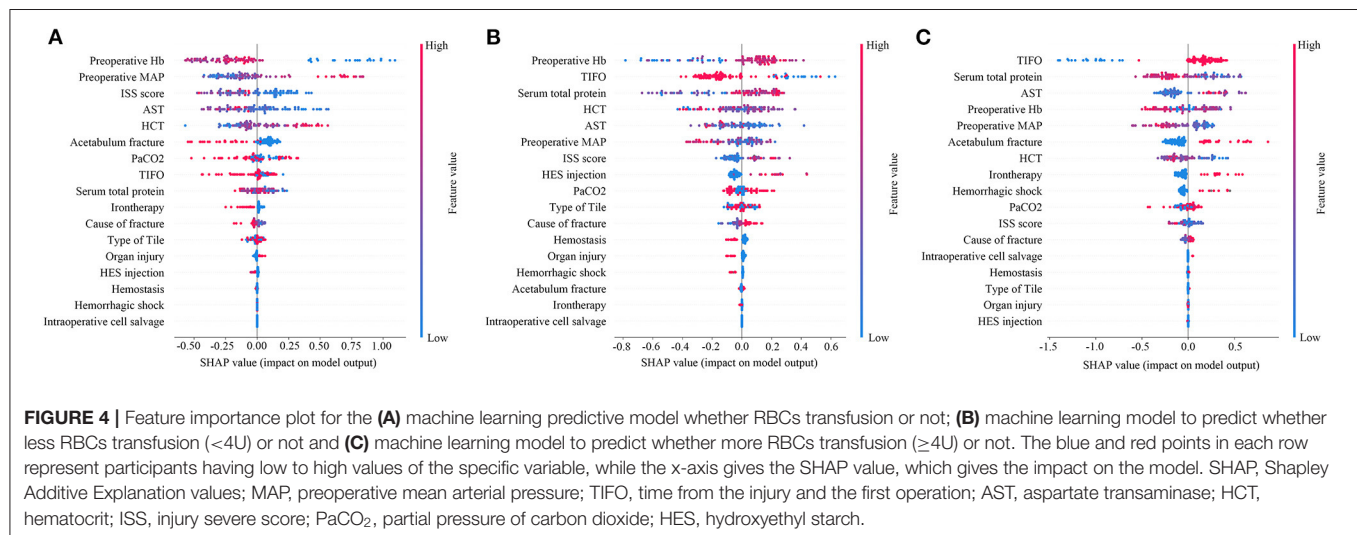 A
High
Preoperative Hb
Preoperative MAP
ISS score
AST
HCT
Acetabulum fracture
PaCO2
TIFO
Serum total protein
Irontherapy
Cause of fracture
Type of Tile
Organ injury
HES injection
Hemostasis
Hemorrhagic shock
Intraoperative cell salvage
Feature value
Low
-0.50 -0.25 0.00 0.25 0.50 0.75 1.00
SHAP value (impact on model output)
B
High
Preoperative Hb
TIFO
Serum total protein
HCT
AST
Preoperative MAP
ISS score
HES injection
PaCO2
Type of Tile
Cause of fracture
Hemostasis
Organ injury
Hemorrhagic shock
Acetabulum fracture
Irontherapy
Intraoperative cell salvage
Feature value
Low
-0.8 -0.6 -0.4 -0.2 0.0 0.2 0.4 0.6
SHAP value (impact on model output)
C
High
TIFO
Serum total protein
AST
Preoperative Hb
Preoperative MAP
Acetabulum fracture
HCT
Irontherapy
Hemorrhagic shock
PaCO2
ISS score
Cause of fracture
Intraoperative cell salvage
Hemostasis
Type of Tile
Organ injury
HES injection
Feature value
Low
-1.5 -1.0 -0.5 0.0 0.5
SHAP value (impact on model output)
FIGURE 4 | Feature importance plot for the (A) machine learning predictive model whether RBCs transfusion or not; (B) machine learning model to predict whether
less RBCs transfusion (<4U) or not and (C) machine learning model to predict whether more RBCs transfusion (≥4U) or not. The blue and red points in each row
represent participants having low to high values of the specific variable, while the x-axis gives the SHAP value, which gives the impact on the model. SHAP, Shapley
Additive Explanation values; MAP, preoperative mean arterial pressure; TIFO, time from the injury and the first operation; AST, aspartate transaminase; HCT,
hematocrit; ISS, injury severe score; PaCO₂, partial pressure of carbon dioxide; HES, hydroxyethyl starch.